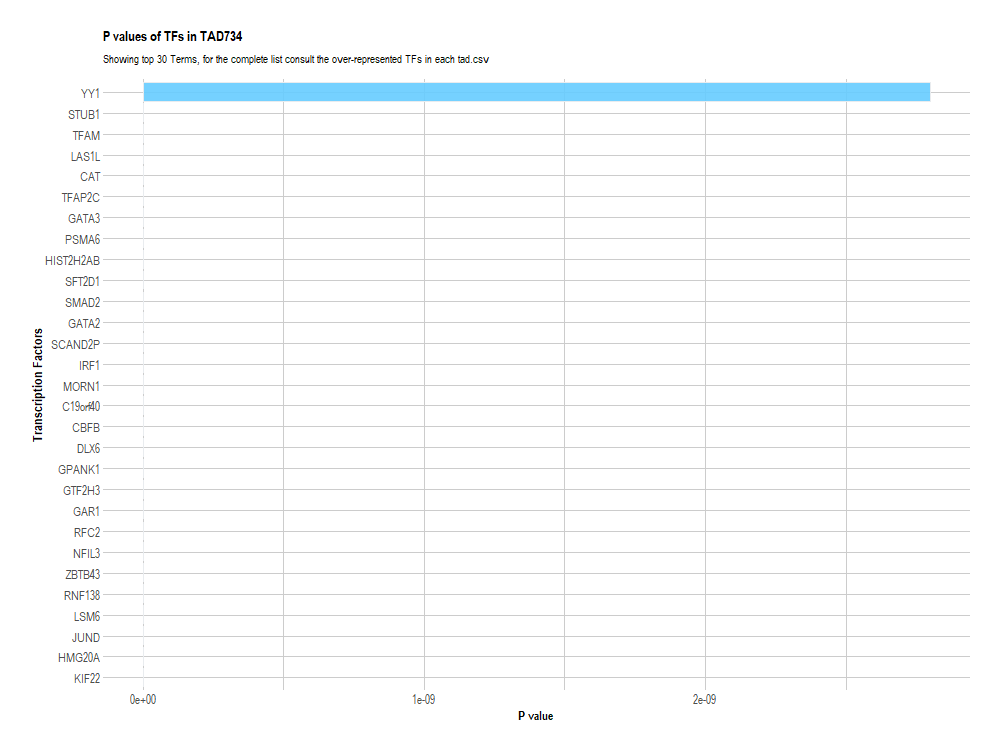 P values of TFs in TAD734
Showing top 30 Terms, for the complete list consult the over-represented TFs in each tad.csv
Transcription Factors
YY1
STUB1
TFAM
LAS1L
CAT
TFAP2C
GATA3
PSMA6
HIST2H2AB
SFT2D1
SMAD2
GATA2
SCAND2P
IRF1
MORN1
C19orf40
CBFB
DLX6
GPANK1
GTF2H3
GAR1
RFC2
NFIL3
ZBTB43
RNF138
LSM6
JUND
HMG20A
KIF22
0e+00 1e-09 2e-09
P value